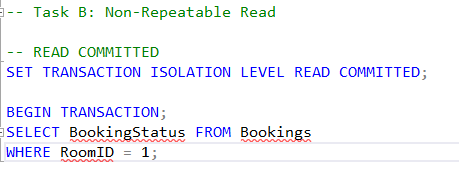 -- Task B: Non-Repeatable Read
-- READ COMMITTED
SET TRANSACTION ISOLATION LEVEL READ COMMITTED;
BEGIN TRANSACTION;
SELECT BookingStatus FROM Bookings
WHERE RoomID = 1;